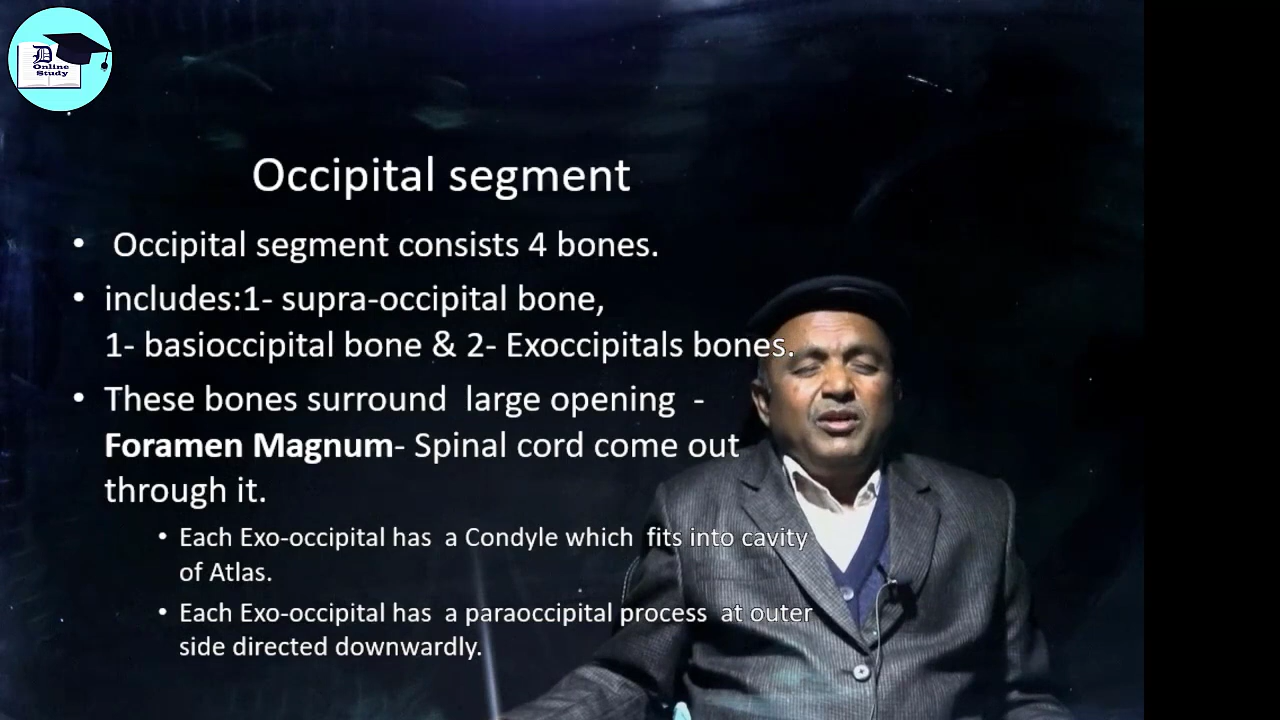 D
Online
Study
Occipital segment
• Occipital segment consists 4 bones.
• includes:1- supra-occipital bone,
1- basioccipital bone & 2- Exoccipitals bones.
• These bones surround large opening -
Foramen Magnum- Spinal cord come out
through it.
• Each Exo-occipital has a Condyle which fits into cavity
of Atlas.
• Each Exo-occipital has a paraoccipital process at outer
side directed downwardly.